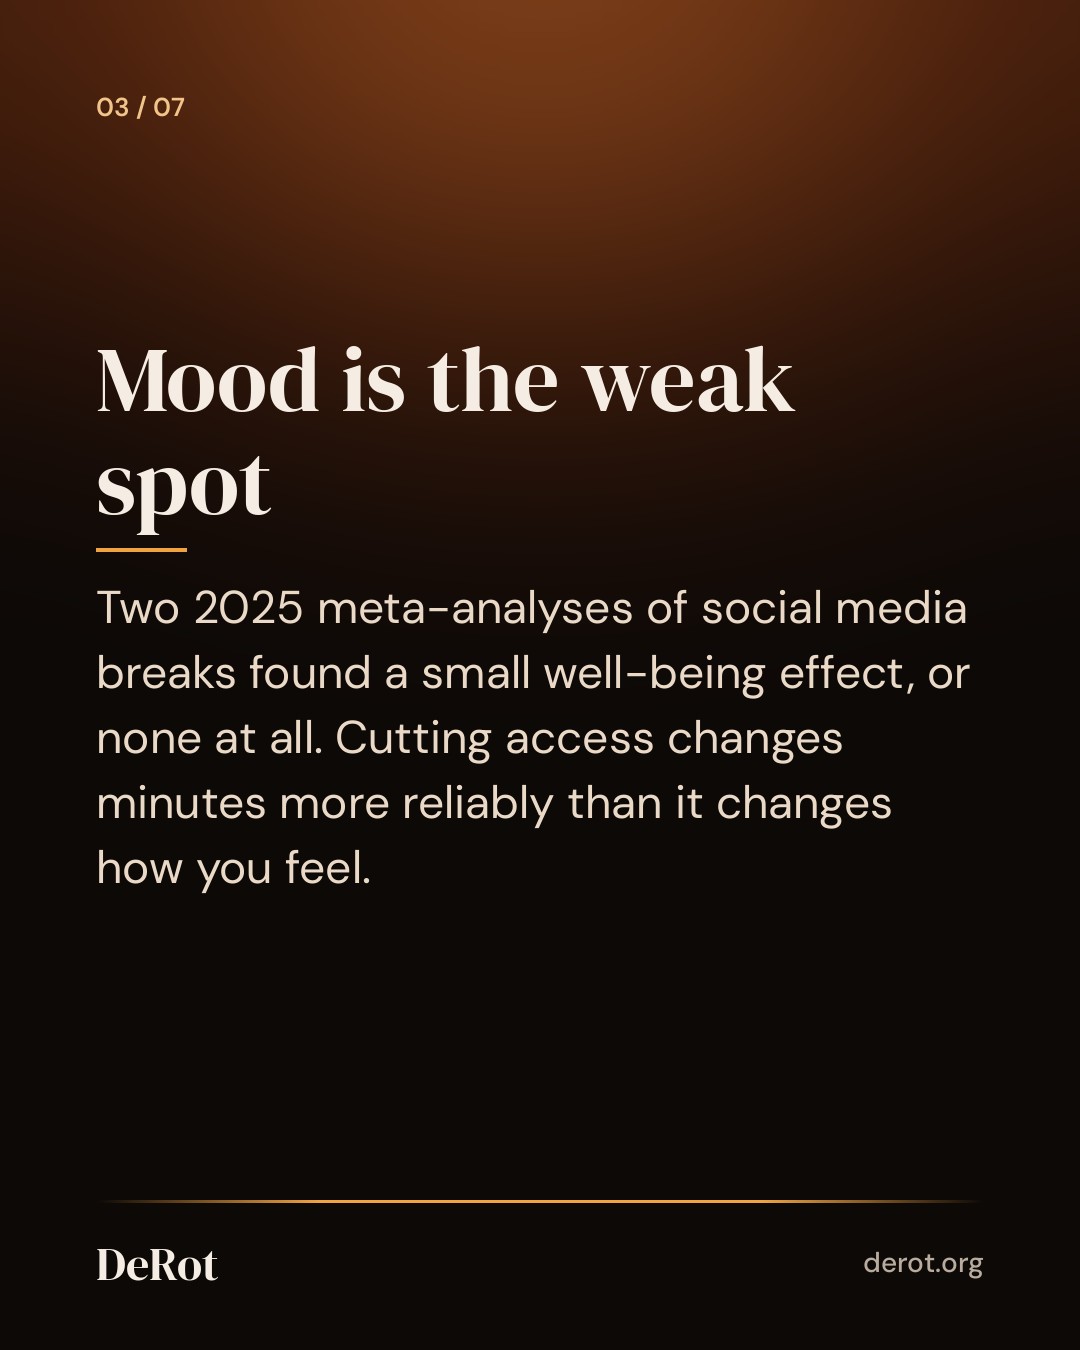 03 / 07
Mood is the weak
spot
Two 2025 meta-analyses of social media
breaks found a small well-being effect, or
none at all. Cutting access changes
minutes more reliably than it changes
how you feel.
DeRot
derot.org